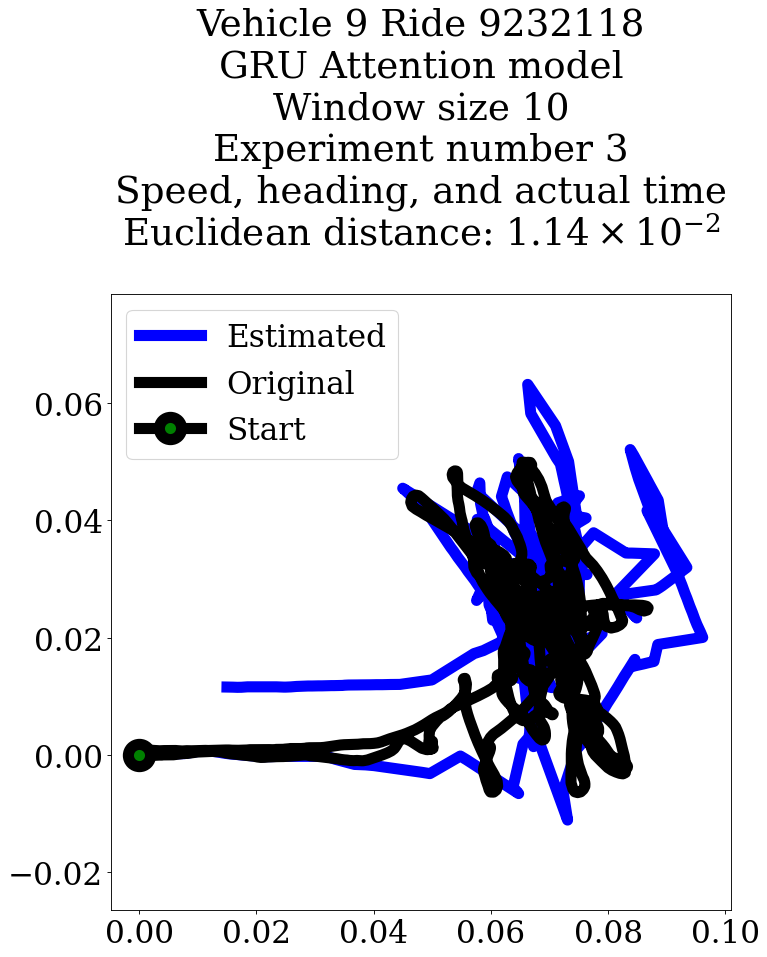 Vehicle 9 Ride 9232118
GRU Attention model
Window size 10
Experiment number 3
Speed, heading, and actual time
Euclidean distance: 1.14 × 10⁻²
Estimated
Original
Start
0.06
0.04
0.02
0.00
−0.02
0.00 0.02 0.04 0.06 0.08 0.10